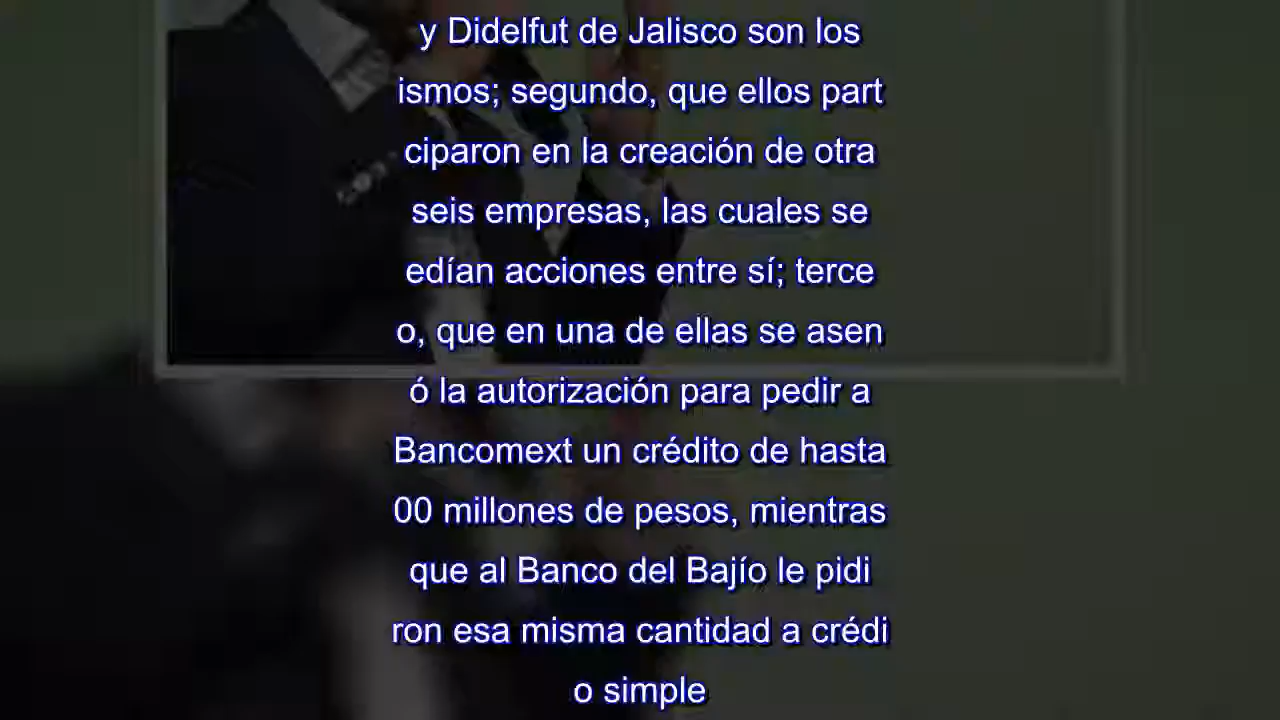 y Didelfut de Jalisco son los
ismos; segundo, que ellos part
ciparon en la creación de otra
seis empresas, las cuales se
edían acciones entre sí; terce
o, que en una de ellas se asen
ó la autorización para pedir a
Bancomext un crédito de hasta
00 millones de pesos, mientras
que al Banco del Bajío le pidi
ron esa misma cantidad a crédi
o simple